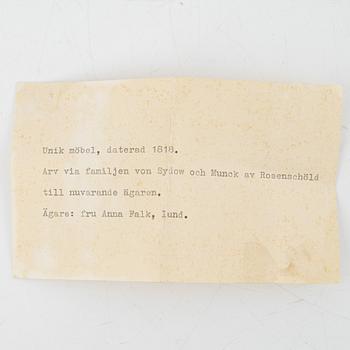 Unik möbel, daterad 1818.
Arv via familjen von Sydow och Munck av Rosenschöld
till nuvarande ägaren.
Ägare: fru Anna Falk, lund.